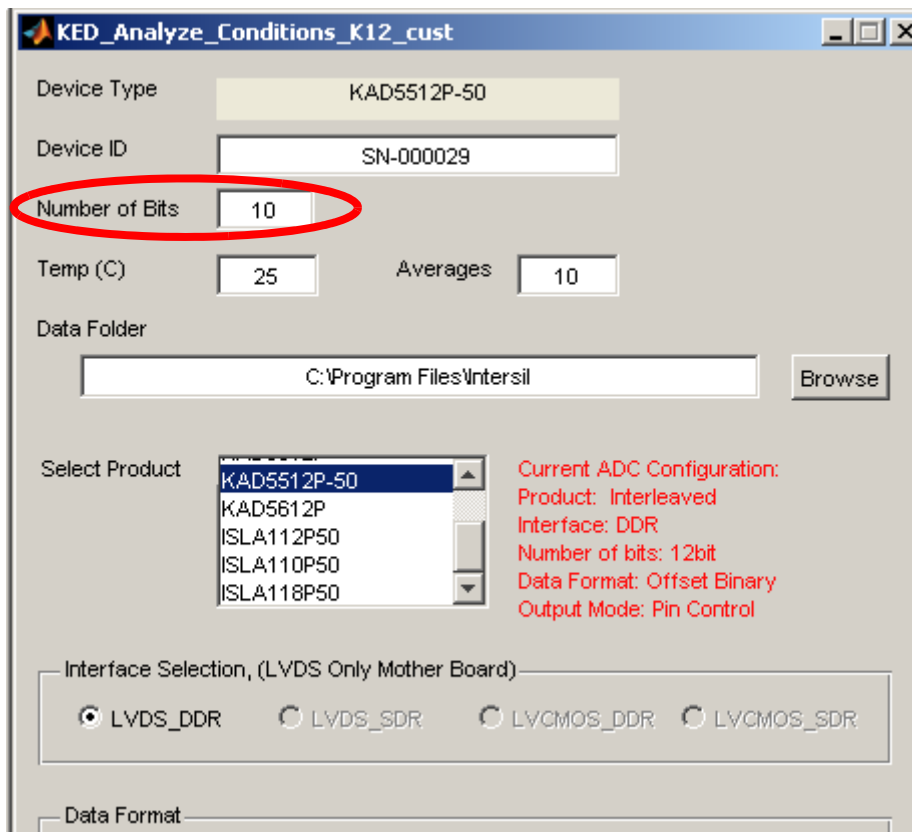 KED_Analyze_Conditions_K12_cust
Device Type KAD5512P-50
Device ID SN-000029
Number of Bits 10
Temp (C) 25 Averages 10
Data Folder
C:\Program Files\Intersil Browse
Select Product
KAD5512P-50
KAD5612P
ISLA112P50
ISLA110P50
ISLA118P50
Current ADC Configuration:
Product: Interleaved
Interface: DDR
Number of bits: 12bit
Data Format: Offset Binary
Output Mode: Pin Control
Interface Selection, (LVDS Only Mother Board)
LVDS_DDR LVDS_SDR LVCMOS_DDR LVCMOS_SDR
Data Format